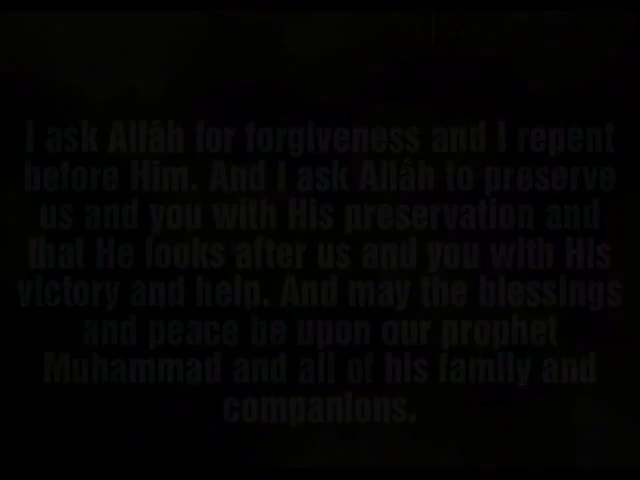 I ask Allâh for forgiveness and I repent
before Him. And I ask Allâh to preserve
us and you with His preservation and
that He looks after us and you with His
victory and help. And may the blessings
and peace be upon our prophet
Muhammad and all of his family and
companions.